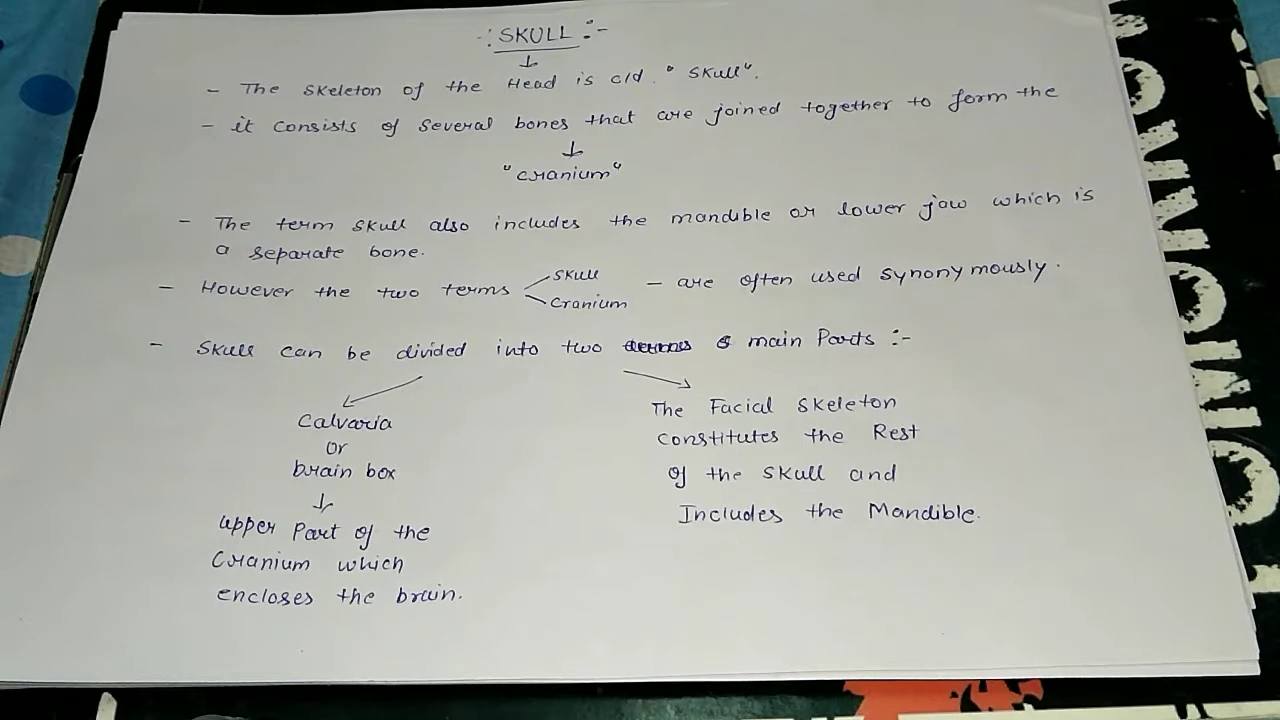 -: SKULL :-
↓
- The skeleton of the Head is c/d "Skull".
- it consists of several bones that are joined together to form the
↓
"cranium"
- The term skull also includes the mandible or lower jaw which is
a separate bone.
- However the two terms Skull
Cranium - are often used synonymously.
- Skull can be divided into two main Parts :-
Calvaria
or
brain box
↓
upper Part of the
Cranium which
encloses the brain.
The Facial Skeleton
constitutes the Rest
of the skull and
Includes the Mandible.